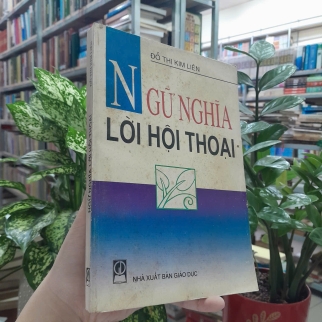 ĐỖ THỊ KIM LIÊN
NGỮ NGHĨA
LỜI HỘI THOẠI
NHÀ XUẤT BẢN GIÁO DỤC